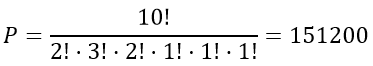 P = 10! / (2! · 3! · 2! · 1! · 1! · 1!) = 151200